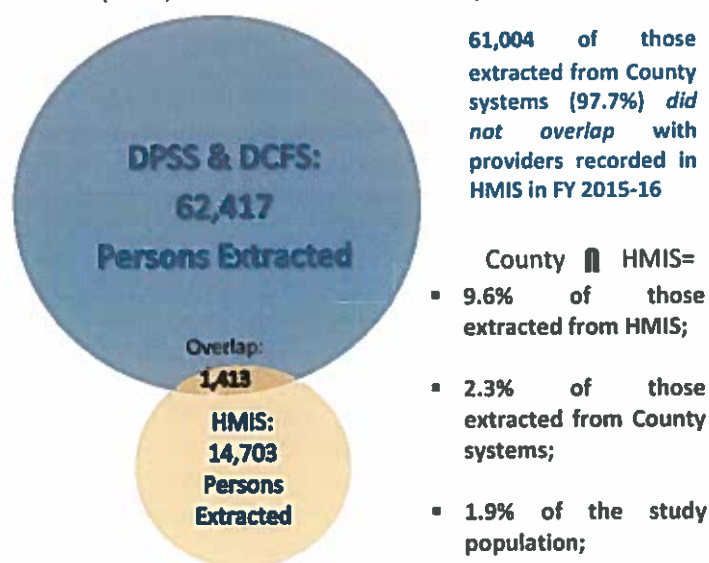 DPSS & DCFS:
62,417
Persons Extracted
Overlap:
1,413
HMIS:
14,703
Persons
Extracted
61,004 of those
extracted from County
systems (97.7%) did
not overlap with
providers recorded in
HMIS in FY 2015-16
County ⋂ HMIS=
▪ 9.6% of those
extracted from HMIS;
▪ 2.3% of those
extracted from County
systems;
▪ 1.9% of the study
population;